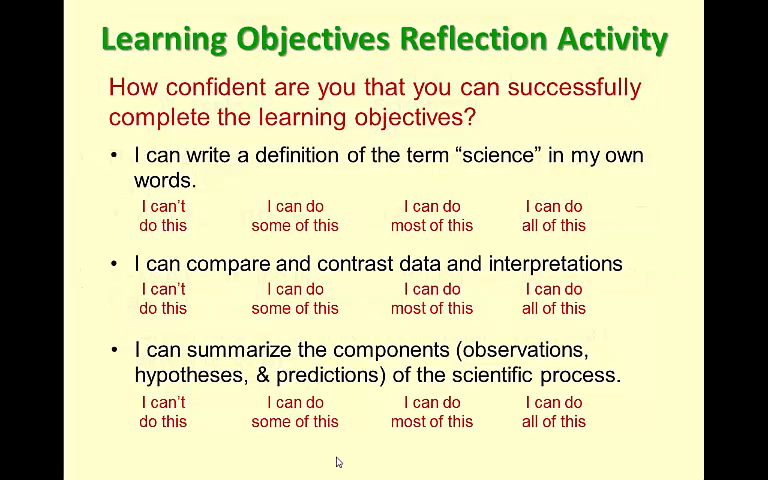 Learning Objectives Reflection Activity
How confident are you that you can successfully
complete the learning objectives?
• I can write a definition of the term “science” in my own
words.
I can't I can do I can do I can do
do this some of this most of this all of this
• I can compare and contrast data and interpretations
I can't I can do I can do I can do
do this some of this most of this all of this
• I can summarize the components (observations,
hypotheses, & predictions) of the scientific process.
I can't I can do I can do I can do
do this some of this most of this all of this